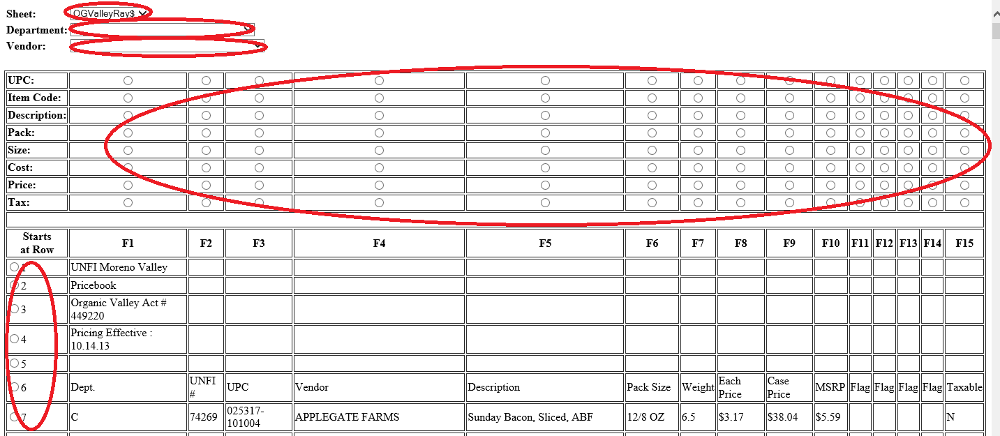 Sheet: OGValleyRay$
Department:
Vendor:
UPC:
Item Code:
Description:
Pack:
Size:
Cost:
Price:
Tax:
Starts at Row F1 F2 F3 F4 F5 F6 F7 F8 F9 F10 F11 F12 F13 F14 F15
1 UNFI Moreno Valley
2 Pricebook
3 Organic Valley Act # 449220
4 Pricing Effective : 10.14.13
5
6 Dept. UNFI # UPC Vendor Description Pack Size Weight Each Price Case Price MSRP Flag Flag Flag Flag Taxable
7 C 74269 025317-101004 APPLEGATE FARMS Sunday Bacon, Sliced, ABF 12/8 OZ 6.5 $3.17 $38.04 $5.59 N